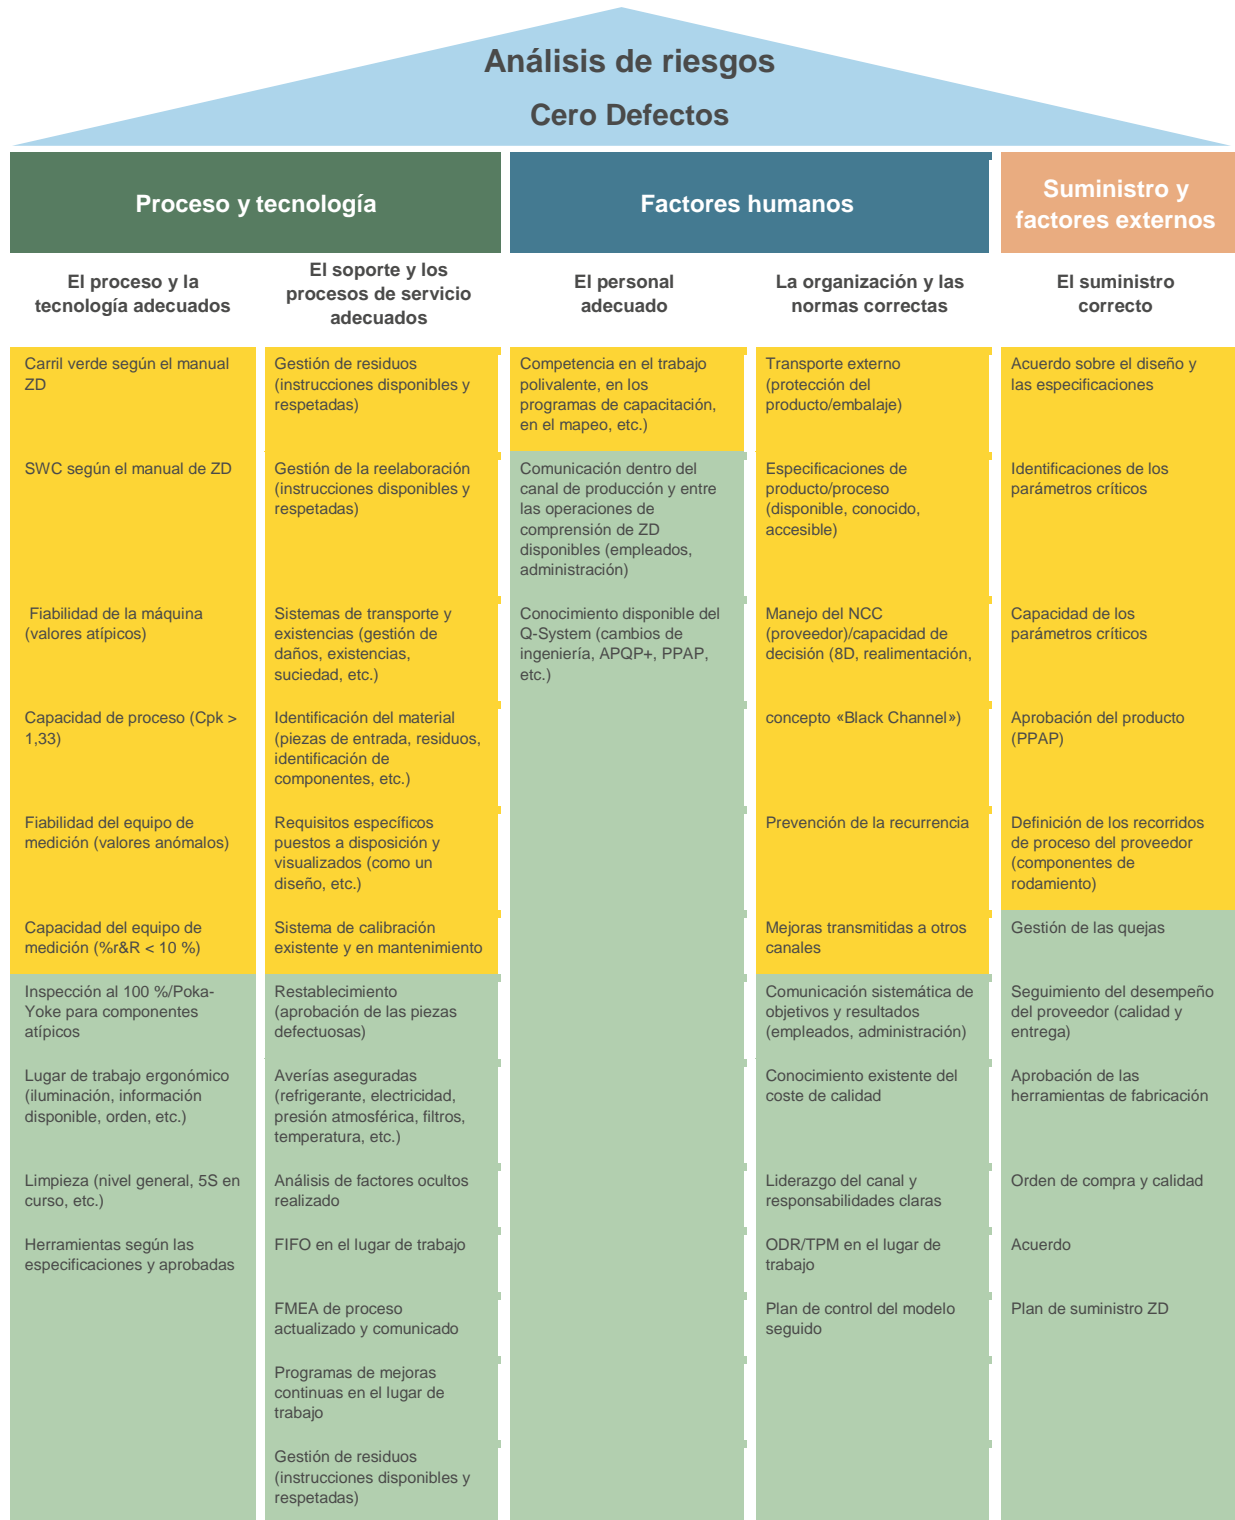 Análisis de riesgos
Cero Defectos
Proceso y tecnología
Factores humanos
Suministro y
factores externos
El proceso y la
tecnología adecuados
El soporte y los
procesos de servicio
adecuados
El personal
adecuado
La organización y las
normas correctas
El suministro
correcto
Carril verde según el manual
ZD
SWC según el manual de ZD
Fiabilidad de la máquina
(valores atípicos)
Capacidad de proceso (Cpk >
1,33)
Fiabilidad del equipo de
medición (valores anómalos)
Capacidad del equipo de
medición (%r&R < 10 %)
Inspección al 100 %/Poka-
Yoke para componentes
atípicos
Lugar de trabajo ergonómico
(iluminación, información
disponible, orden, etc.)
Limpieza (nivel general, 5S en
curso, etc.)
Herramientas según las
especificaciones y aprobadas
Gestión de residuos
(instrucciones disponibles y
respetadas)
Gestión de la reelaboración
(instrucciones disponibles y
respetadas)
Sistemas de transporte y
existencias (gestión de
daños, existencias,
suciedad, etc.)
Identificación del material
(piezas de entrada, residuos,
identificación de
componentes, etc.)
Requisitos específicos
puestos a disposición y
visualizados (como un
diseño, etc.)
Sistema de calibración
existente y en mantenimiento
Restablecimiento
(aprobación de las piezas
defectuosas)
Averías aseguradas
(refrigerante, electricidad,
presión atmosférica, filtros,
temperatura, etc.)
Análisis de factores ocultos
realizado
FIFO en el lugar de trabajo
FMEA de proceso
actualizado y comunicado
Programas de mejoras
continuas en el lugar de
trabajo
Gestión de residuos
(instrucciones disponibles y
respetadas)
Competencia en el trabajo
polivalente, en los
programas de capacitación,
en el mapeo, etc.)
Comunicación dentro del
canal de producción y entre
las operaciones de
comprensión de ZD
disponibles (empleados,
administración)
Conocimiento disponible del
Q-System (cambios de
ingeniería, APQP+, PPAP,
etc.)
Transporte externo
(protección del
producto/embalaje)
Especificaciones de
producto/proceso
(disponible, conocido,
accesible)
Manejo del NCC
(proveedor)/capacidad de
decisión (8D, realimentación,
concepto «Black Channel»)
Prevención de la recurrencia
Mejoras transmitidas a otros
canales
Comunicación sistemática de
objetivos y resultados
(empleados, administración)
Conocimiento existente del
coste de calidad
Liderazgo del canal y
responsabilidades claras
ODR/TPM en el lugar de
trabajo
Plan de control del modelo
seguido
Acuerdo sobre el diseño y
las especificaciones
Identificaciones de los
parámetros críticos
Capacidad de los
parámetros críticos
Aprobación del producto
(PPAP)
Definición de los recorridos
de proceso del proveedor
(componentes de
rodamiento)
Gestión de las quejas
Seguimiento del desempeño
del proveedor (calidad y
entrega)
Aprobación de las
herramientas de fabricación
Orden de compra y calidad
Acuerdo
Plan de suministro ZD